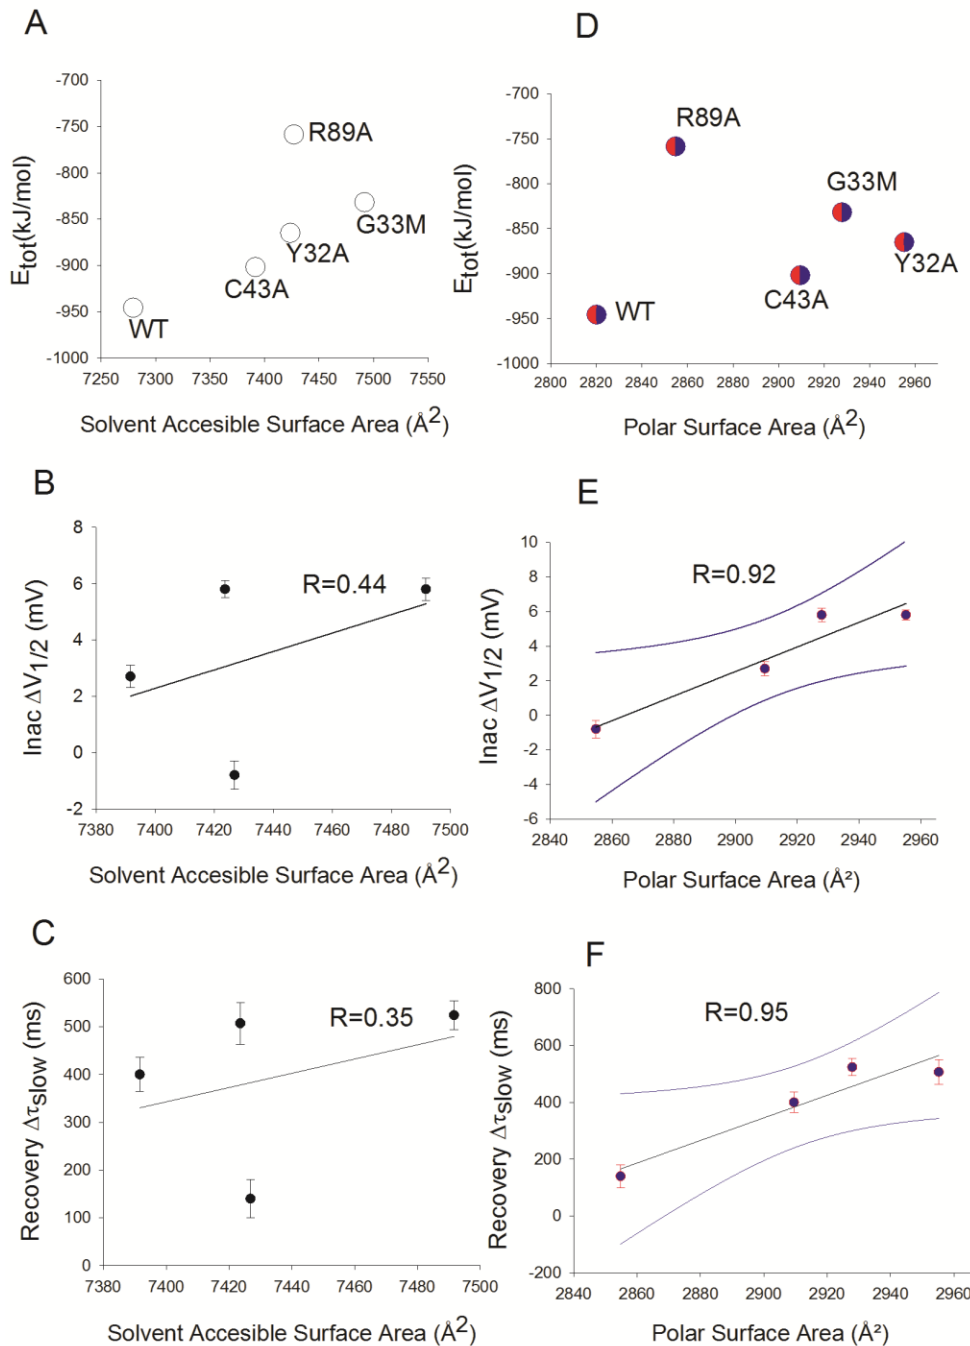 A
-700
-750
-800
-850
-900
-950
-1000
E_tot(kJ/mol)
R89A
G33M
Y32A
C43A
WT
7250 7300 7350 7400 7450 7500 7550
Solvent Accesible Surface Area (Å²)
D
-700
-750
-800
-850
-900
-950
-1000
E_tot(kJ/mol)
R89A
G33M
Y32A
C43A
WT
2800 2820 2840 2860 2880 2900 2920 2940 2960
Polar Surface Area (Å²)
B
8
6
4
2
0
-2
Inac ΔV1/2 (mV)
R=0.44
7380 7400 7420 7440 7460 7480 7500
Solvent Accesible Surface Area (Å²)
E
10
8
6
4
2
0
-2
-4
-6
Inac ΔV1/2 (mV)
R=0.92
2840 2860 2880 2900 2920 2940 2960
Polar Surface Area (Å²)
C
600
500
400
300
200
100
0
Recovery Δτslow (ms)
R=0.35
7380 7400 7420 7440 7460 7480 7500
Solvent Accesible Surface Area (Å²)
F
800
600
400
200
0
-200
Recovery Δτslow (ms)
R=0.95
2840 2860 2880 2900 2920 2940 2960
Polar Surface Area (Å²)